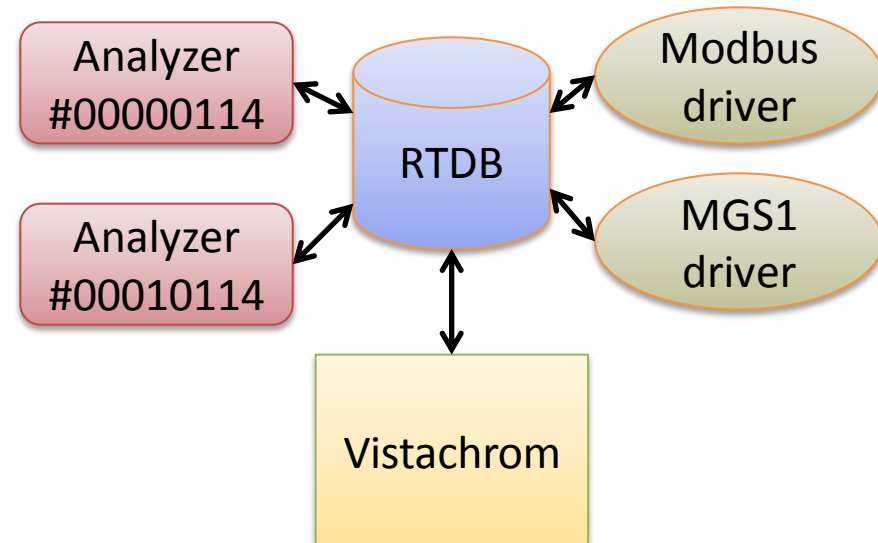 Analyzer
#00000114
Modbus
driver
RTDB
Analyzer
#00010114
MGS1
driver
Vistachrom